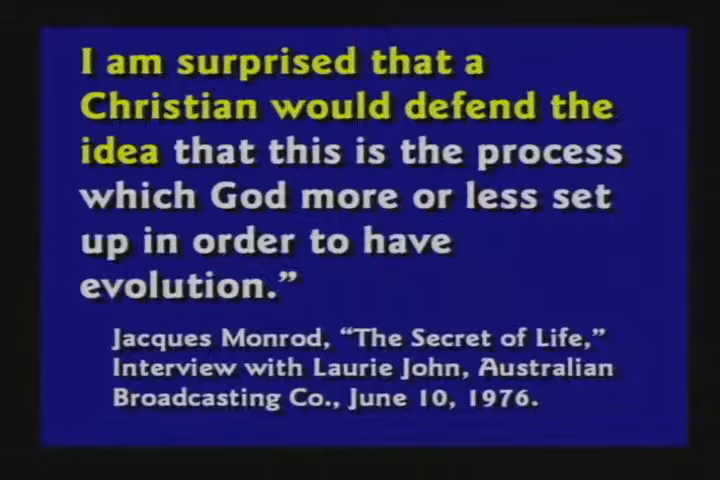 I am surprised that a
Christian would defend the
idea that this is the process
which God more or less set
up in order to have
evolution.”
Jacques Monrod, “The Secret of Life,”
Interview with Laurie John, Australian
Broadcasting Co., June 10, 1976.